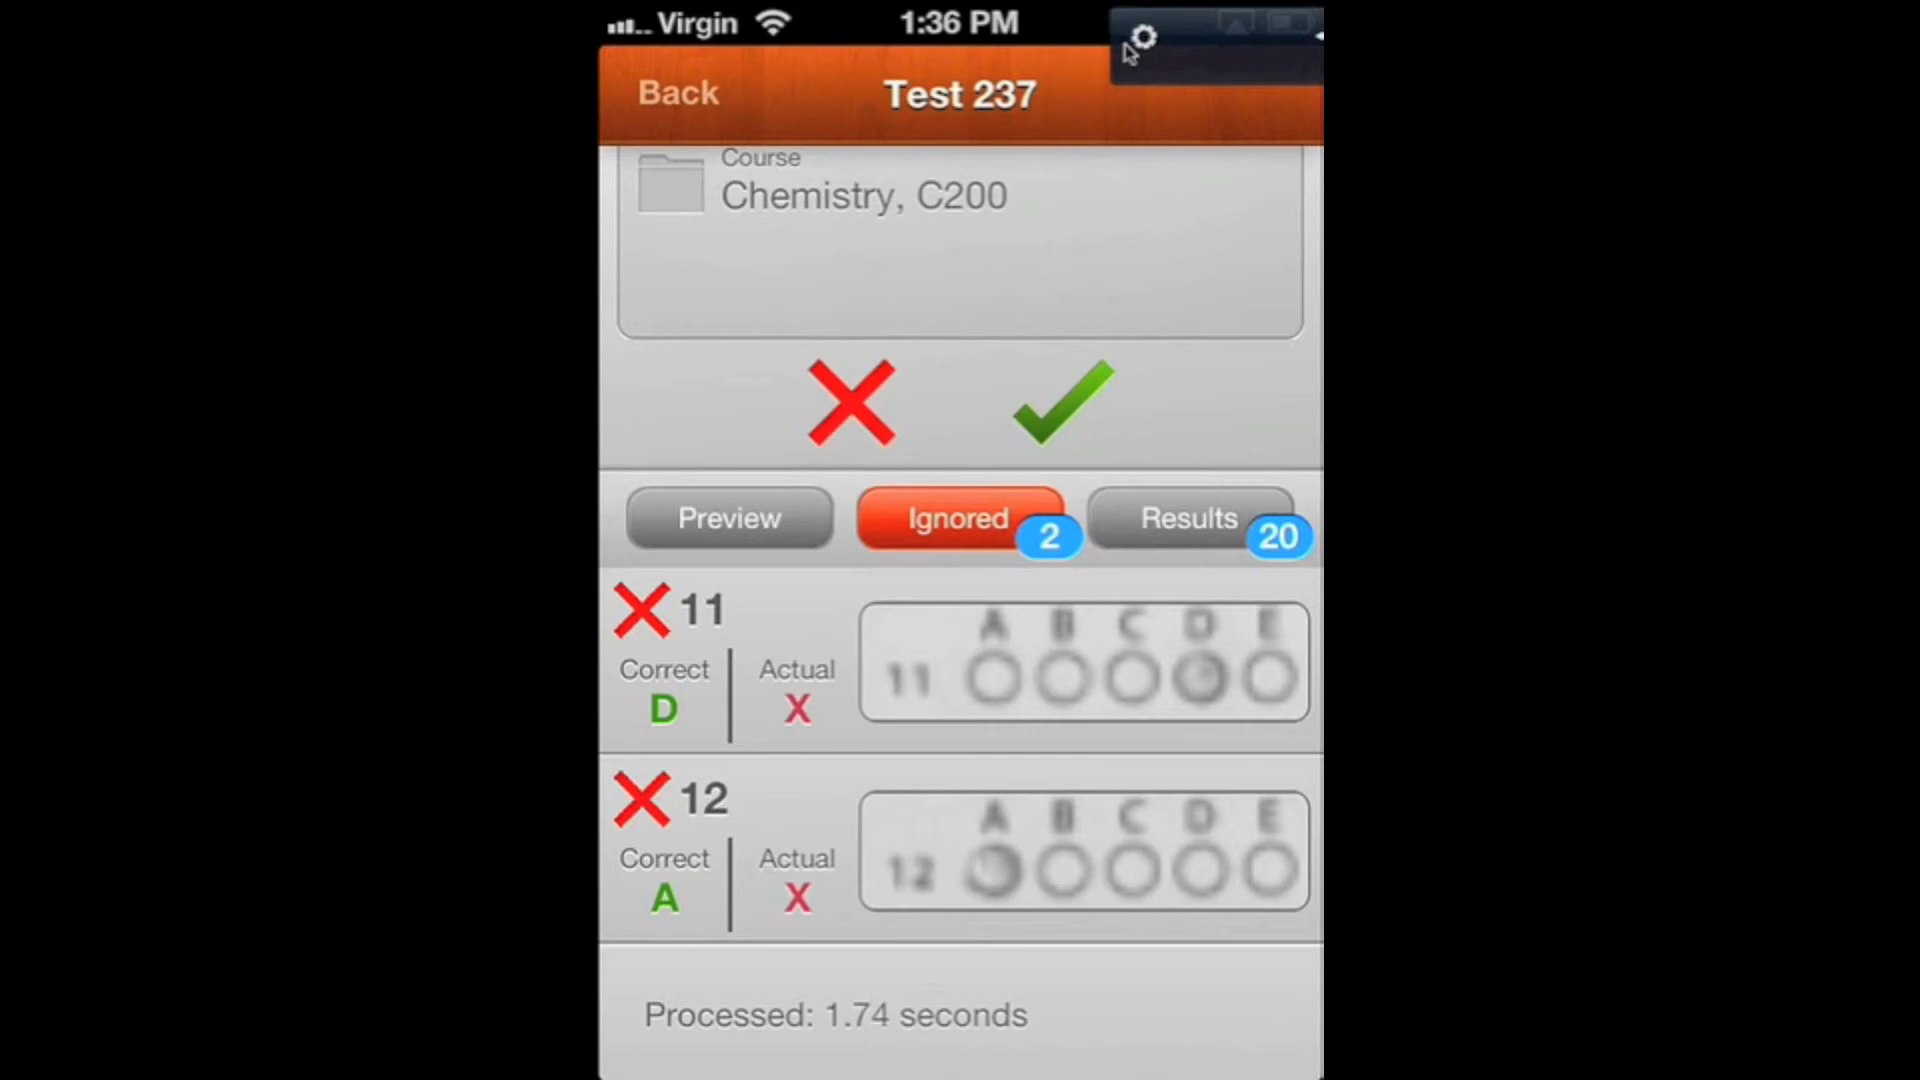 Virgin 1:36 PM
Back Test 237
Course
Chemistry, C200
Preview Ignored 2 Results 20
11
Correct Actual
D X
A B C D E
11
12
Correct Actual
A X
A B C D E
12
Processed: 1.74 seconds